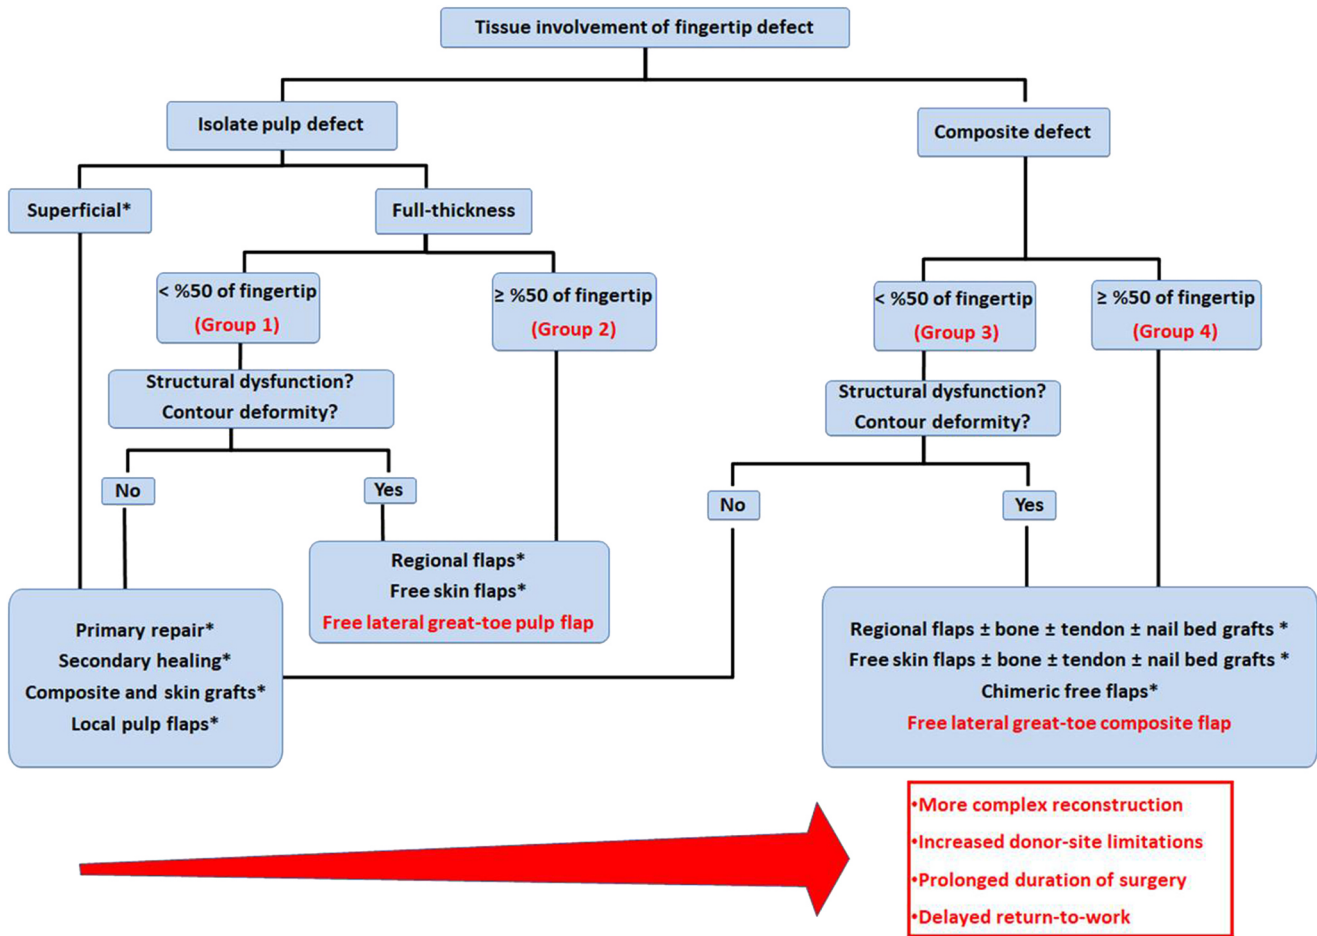 Tissue involvement of fingertip defect
Isolate pulp defect
Composite defect
Superficial*
Full-thickness
< %50 of fingertip
(Group 1)
≥ %50 of fingertip
(Group 2)
< %50 of fingertip
(Group 3)
≥ %50 of fingertip
(Group 4)
Structural dysfunction?
Contour deformity?
Structural dysfunction?
Contour deformity?
No
Yes
No
Yes
Regional flaps*
Free skin flaps*
Free lateral great-toe pulp flap
Primary repair*
Secondary healing*
Composite and skin grafts*
Local pulp flaps*
Regional flaps ± bone ± tendon ± nail bed grafts *
Free skin flaps ± bone ± tendon ± nail bed grafts *
Chimeric free flaps*
Free lateral great-toe composite flap
•More complex reconstruction
•Increased donor-site limitations
•Prolonged duration of surgery
•Delayed return-to-work